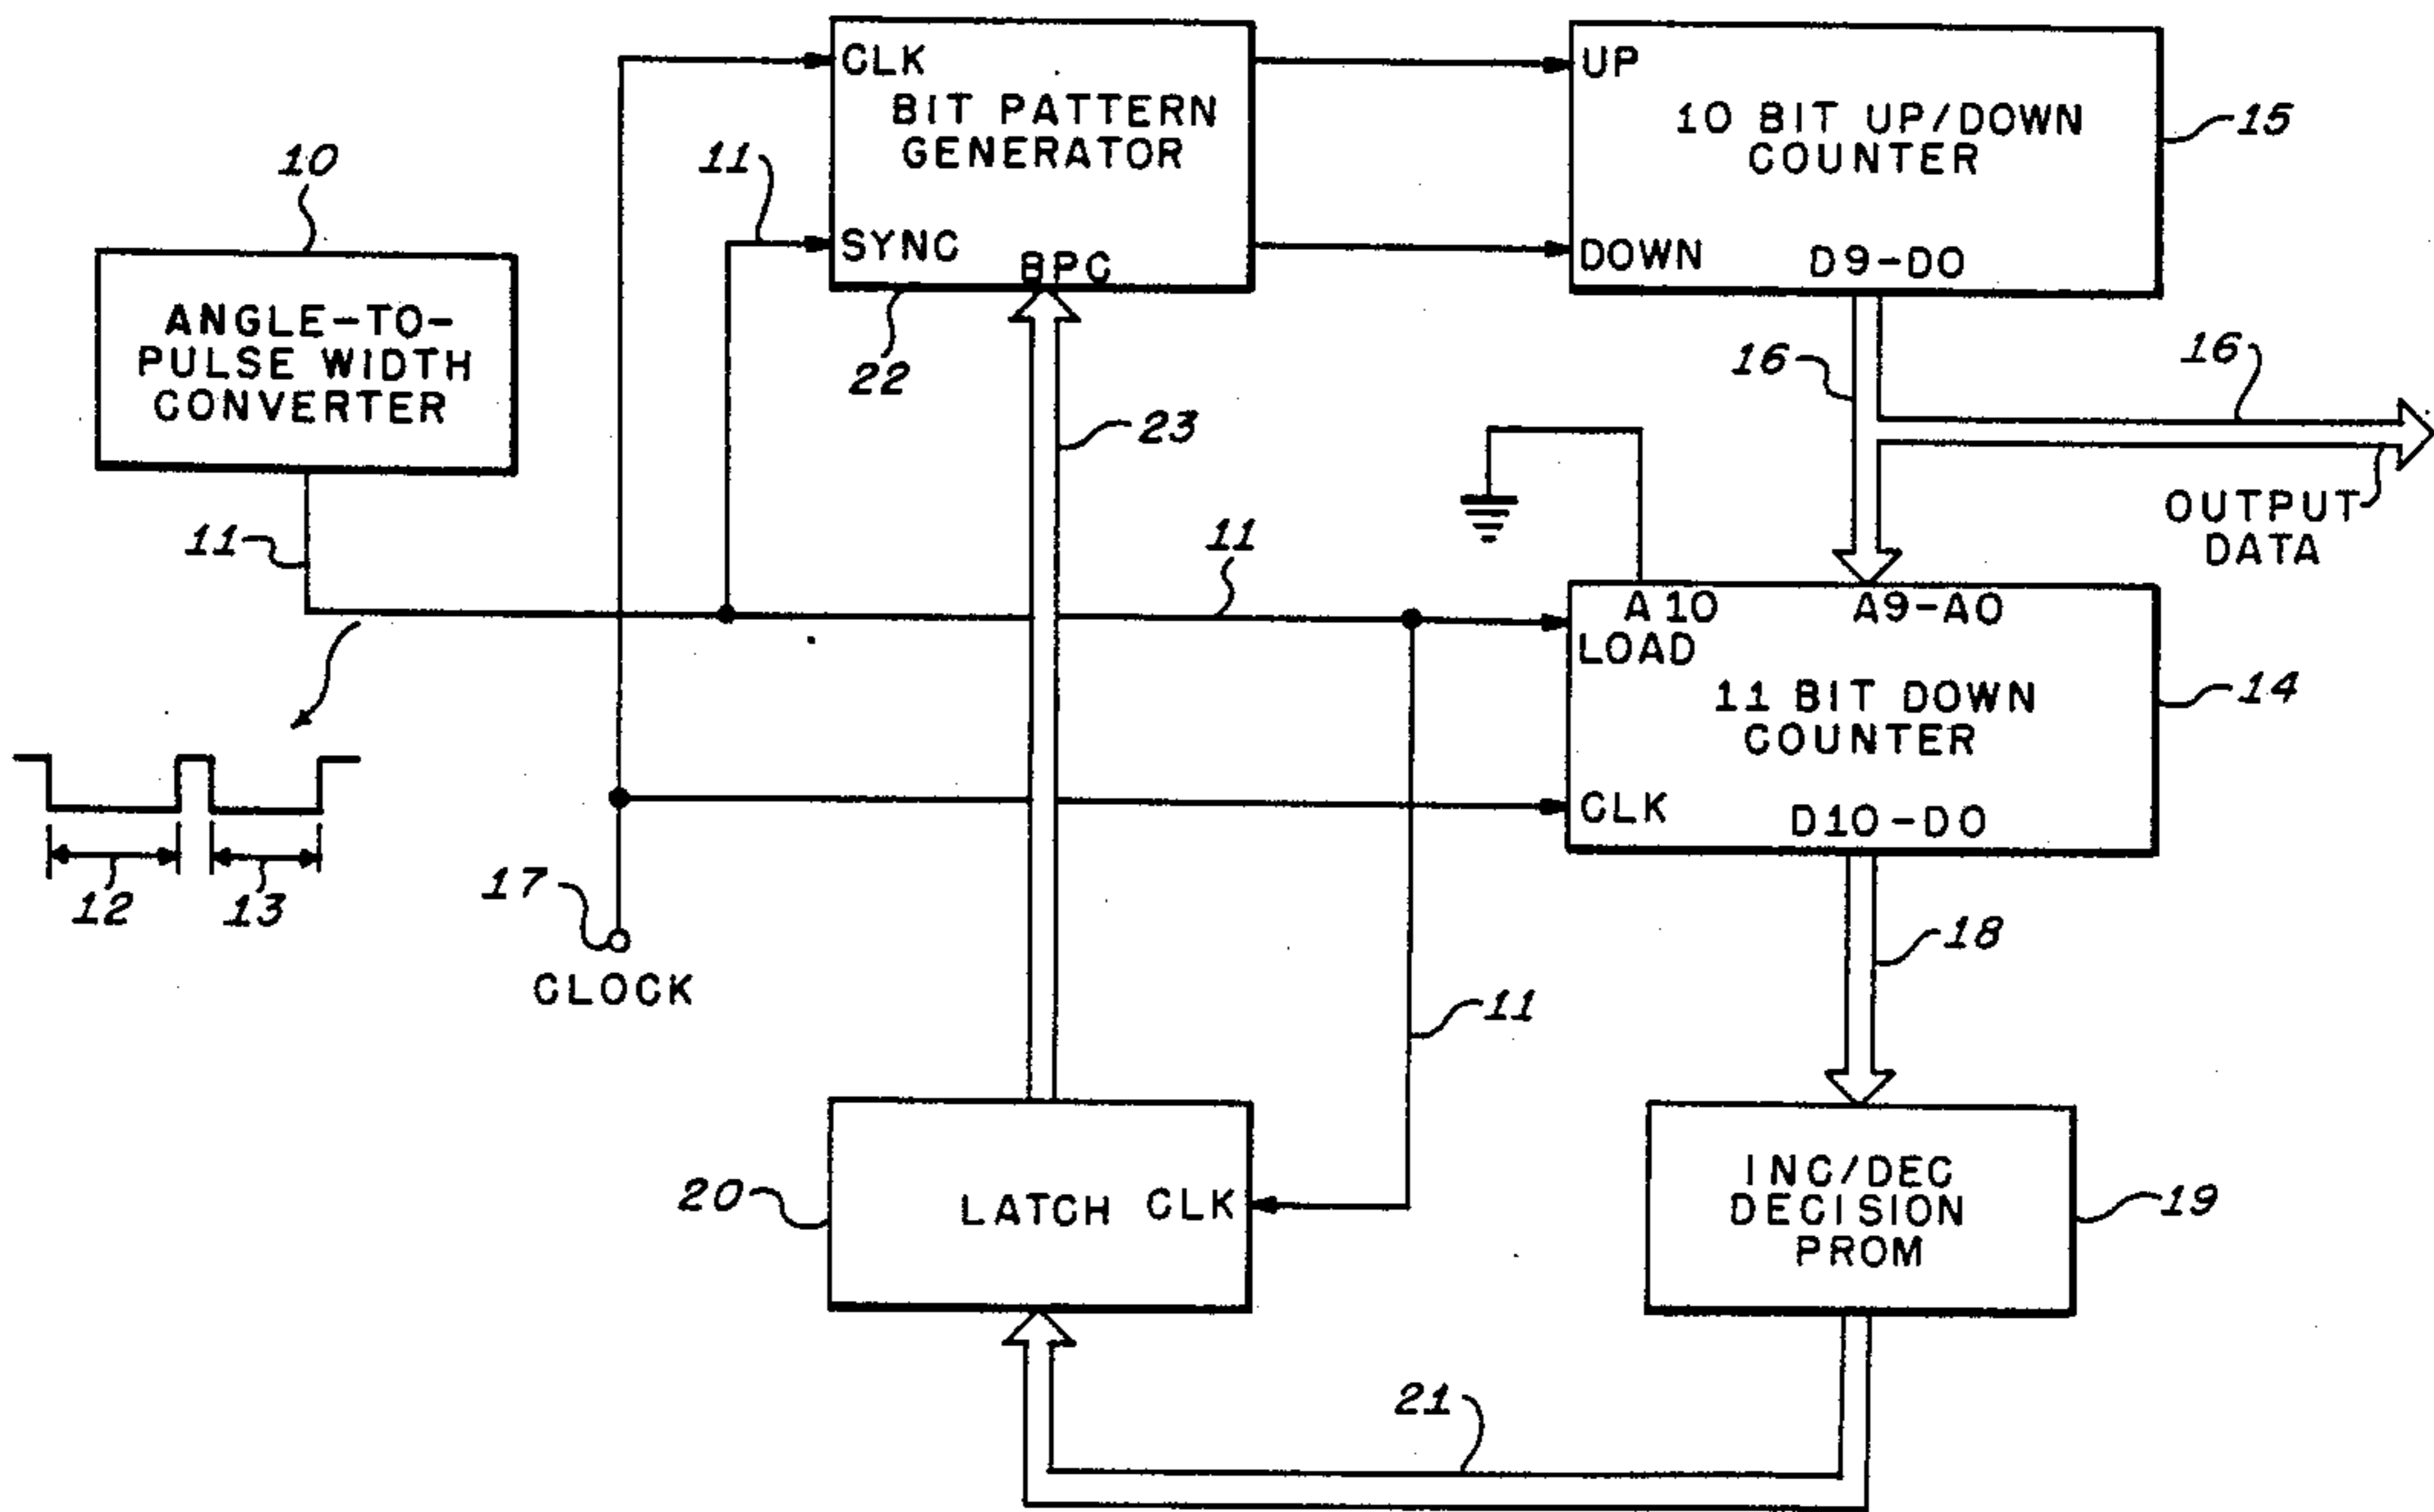 CLK
BIT PATTERN
GENERATOR
SYNC
BPC
22
UP
10 BIT UP/DOWN
COUNTER
DOWN
D9-D0
15
10
ANGLE-TO-
PULSE WIDTH
CONVERTER
11
11
23
16
16
OUTPUT
DATA
11
A10
A9-A0
LOAD
11 BIT DOWN
COUNTER
CLK
D10-D0
14
12
13
17
CLOCK
18
11
20
LATCH
CLK
INC/DEC
DECISION
PROM
19
21